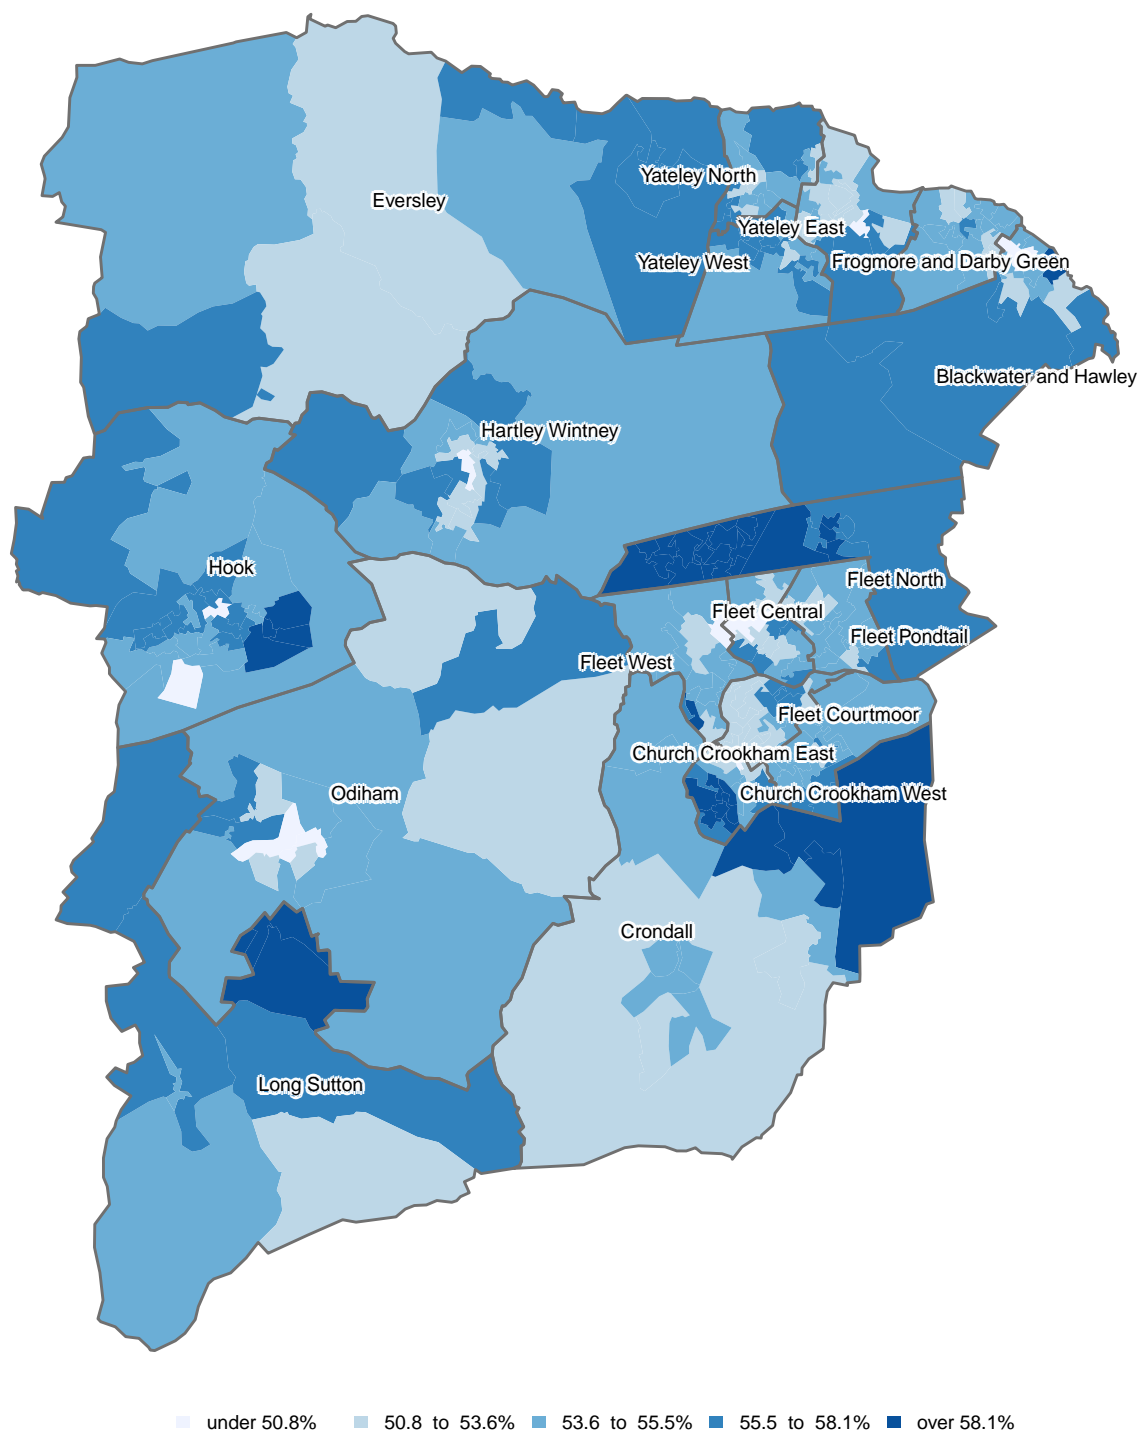 Yateley North
Eversley
Yateley East
Yateley West
Frogmore and Darby Green
Blackwater and Hawley
Hartley Wintney
Hook
Fleet North
Fleet Central
Fleet Pondtail
Fleet West
Fleet Courtmoor
Church Crookham East
Odiham
Church Crookham West
Crondall
Long Sutton
under 50.8%
50.8 to 53.6%
53.6 to 55.5%
55.5 to 58.1%
over 58.1%